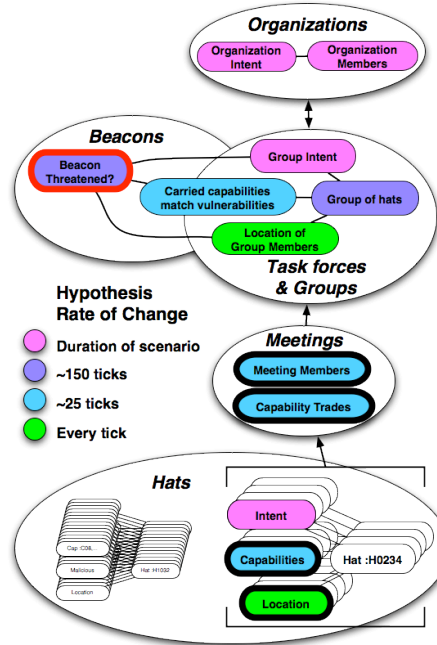 Organizations
Organization
Intent
Organization
Members
Beacons
Beacon
Threatened?
Group Intent
Carried capabilities
match vulnerabilities
Group of hats
Location of
Group Members
Task forces
& Groups
Hypothesis
Rate of Change
Duration of scenario
~150 ticks
~25 ticks
Every tick
Meetings
Meeting Members
Capability Trades
Hats
Cap :C08,...
Malicious
Location
Hat :H1032
Intent
Capabilities
Hat :H0234
Location